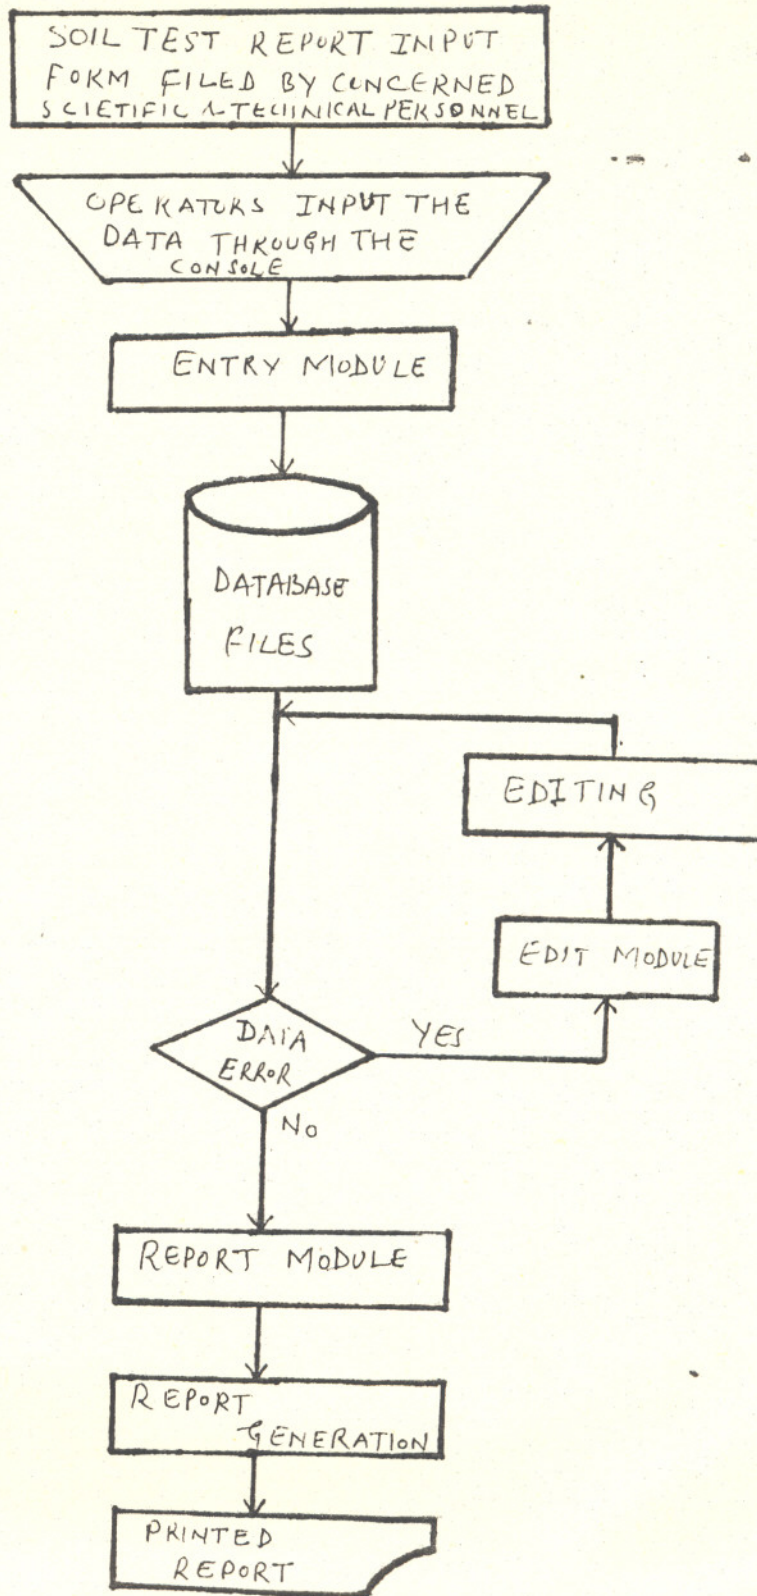 SOIL TEST REPORT INPUT
FORM FILED BY CONCERNED
SCIETIFIC & TECHINICAL PERSONNEL
OPERATORS INPUT THE
DATA THROUGH THE
CONSOLE
ENTRY MODULE
DATABASE
FILES
EDITING
EDIT MODULE
DATA
ERROR
YES
NO
REPORT MODULE
REPORT
GENERATION
PRINTED
REPORT